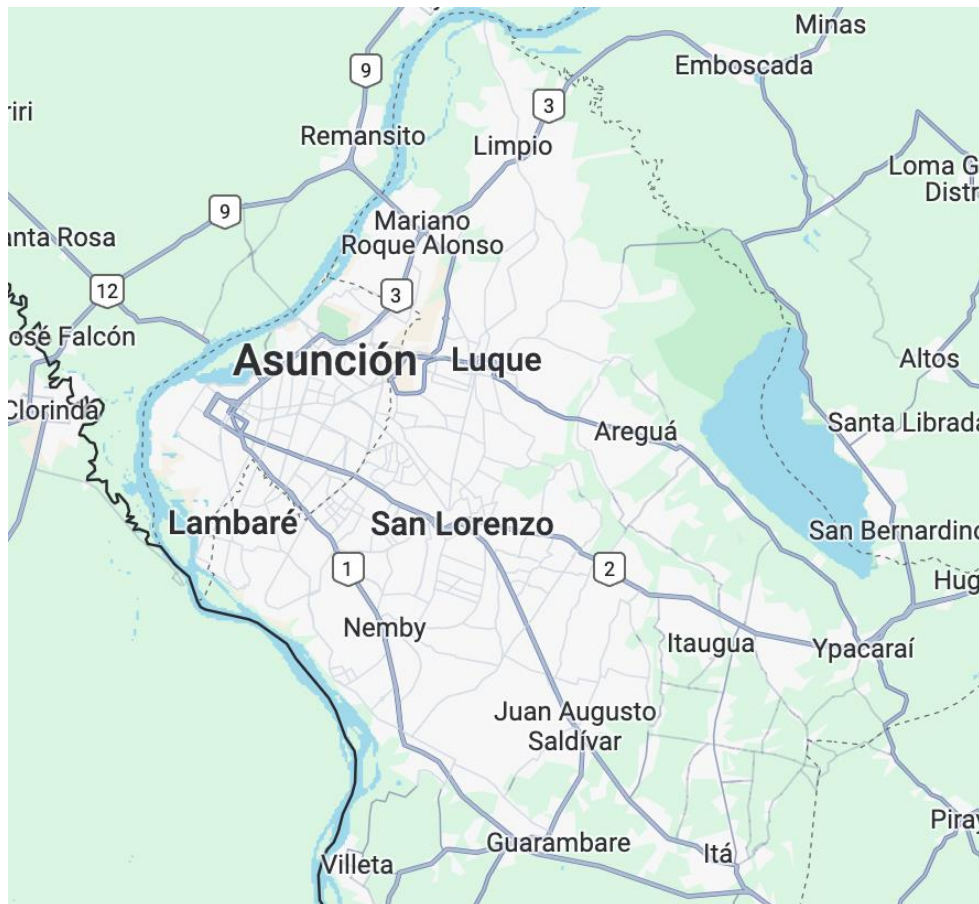 Minas
Emboscada
9
3
Remansito
Limpio
Loma G
Distr
9
Mariano
Roque Alonso
anta Rosa
12
3
osé Falcón
Asunción
Luque
Altos
Clorinda
Areguá
Santa Librada
Lambaré
San Lorenzo
San Bernardino
1
2
Hug
Nemby
Itaugua
Ypacaraí
Juan Augusto
Saldívar
Piray
Guarambare
Itá
Villeta